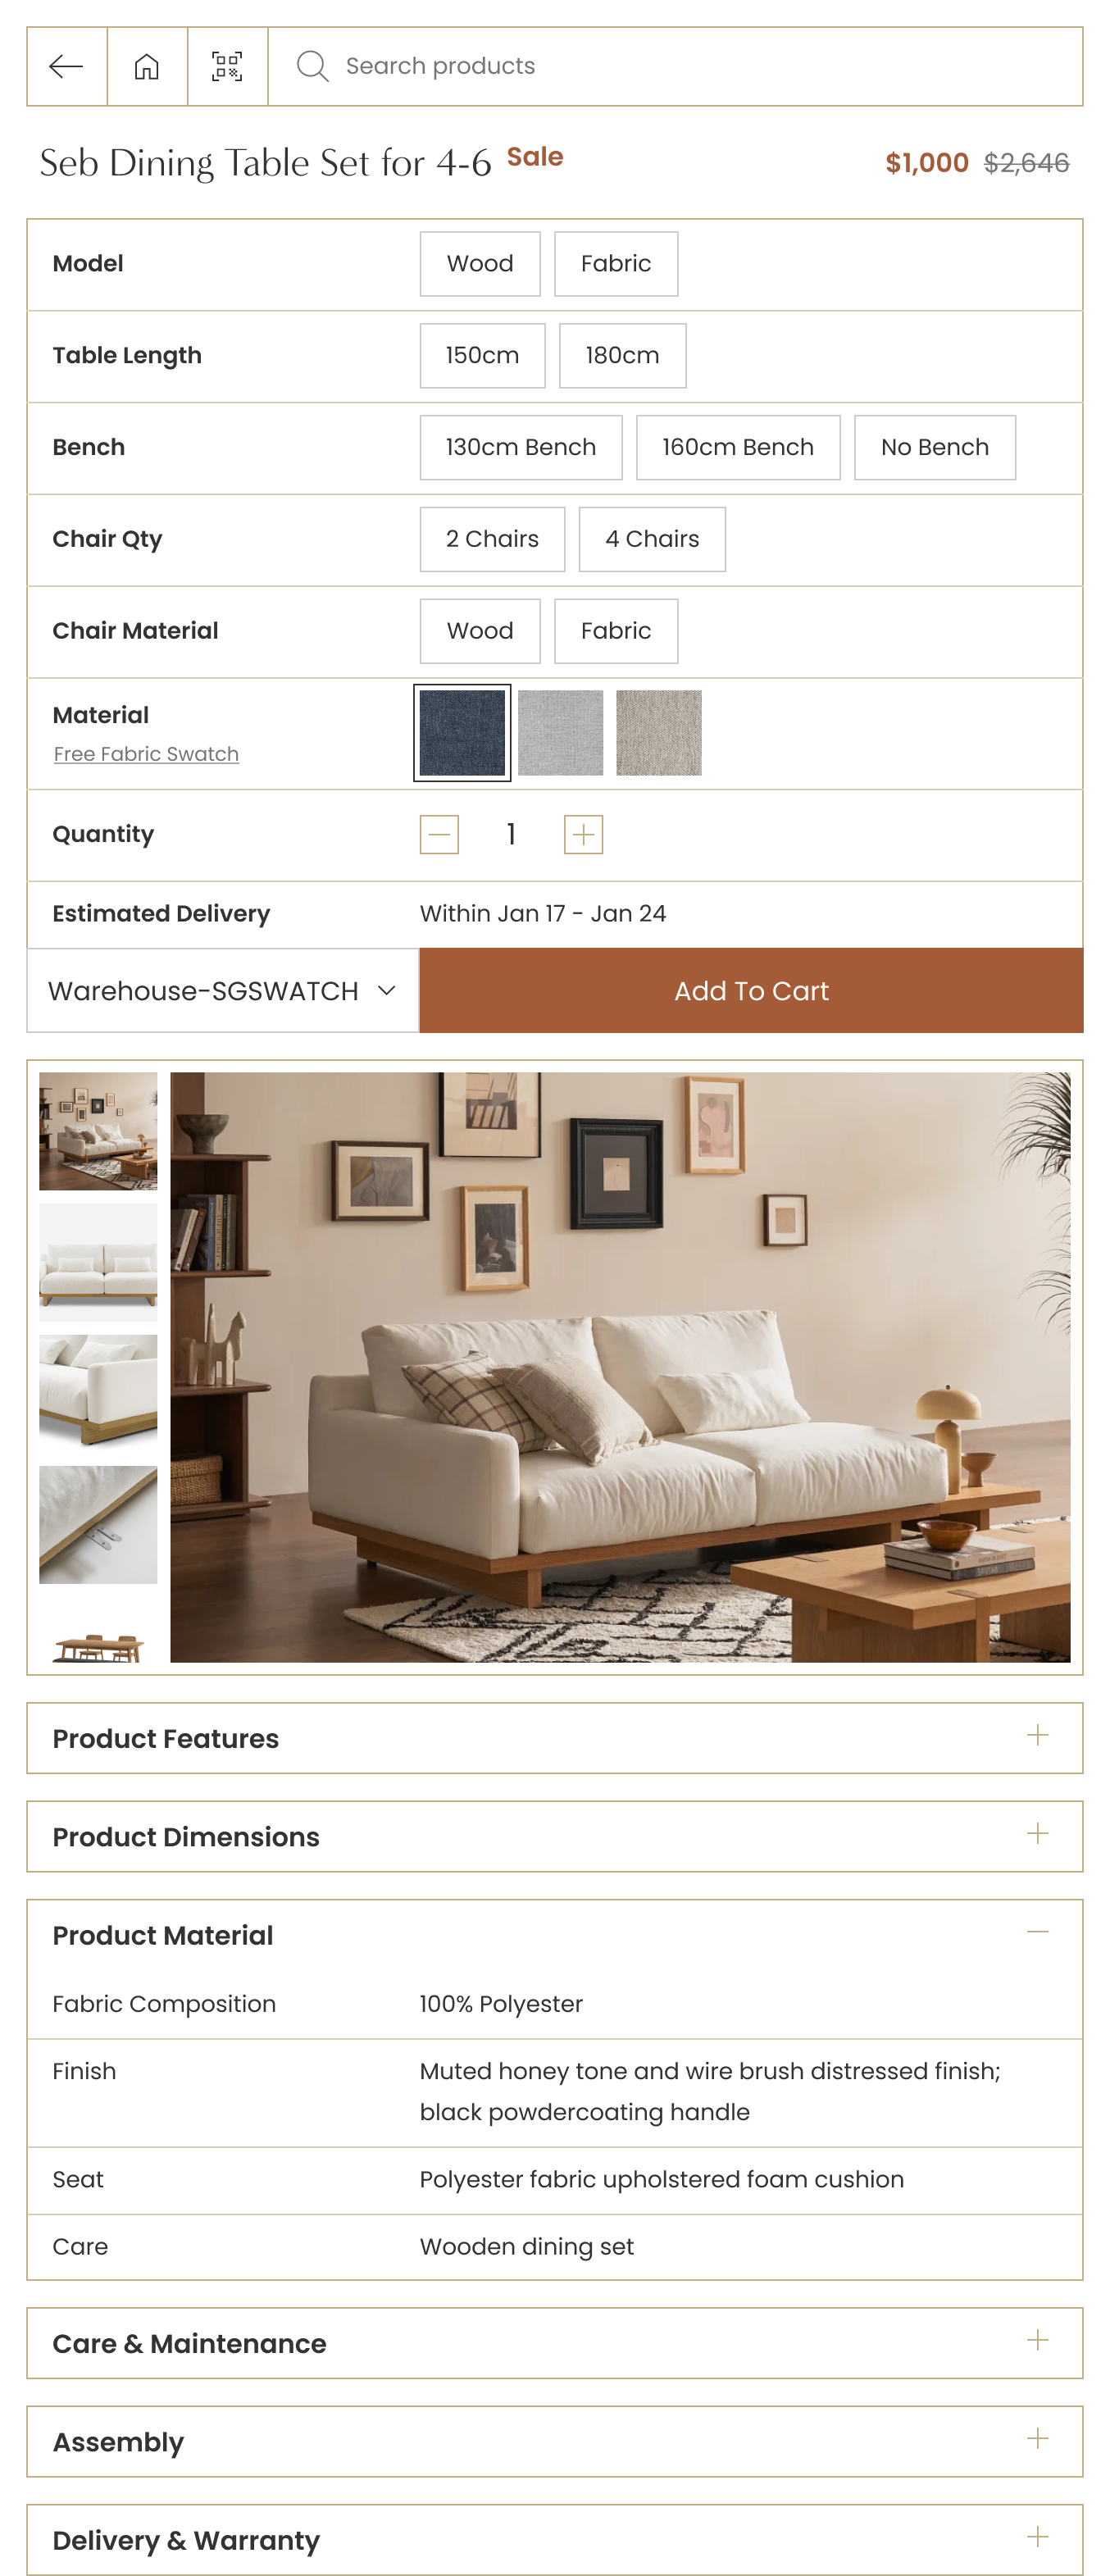 Search products
Seb Dining Table Set for 4-6 Sale $1,000 $2,646
Model Wood Fabric
Table Length 150cm 180cm
Bench 130cm Bench 160cm Bench No Bench
Chair Qty 2 Chairs 4 Chairs
Chair Material Wood Fabric
Material
Free Fabric Swatch
Quantity 1
Estimated Delivery Within Jan 17 - Jan 24
Warehouse-SGSWATCH Add To Cart
Product Features
Product Dimensions
Product Material
Fabric Composition 100% Polyester
Finish Muted honey tone and wire brush distressed finish;
black powdercoating handle
Seat Polyester fabric upholstered foam cushion
Care Wooden dining set
Care & Maintenance
Assembly
Delivery & Warranty